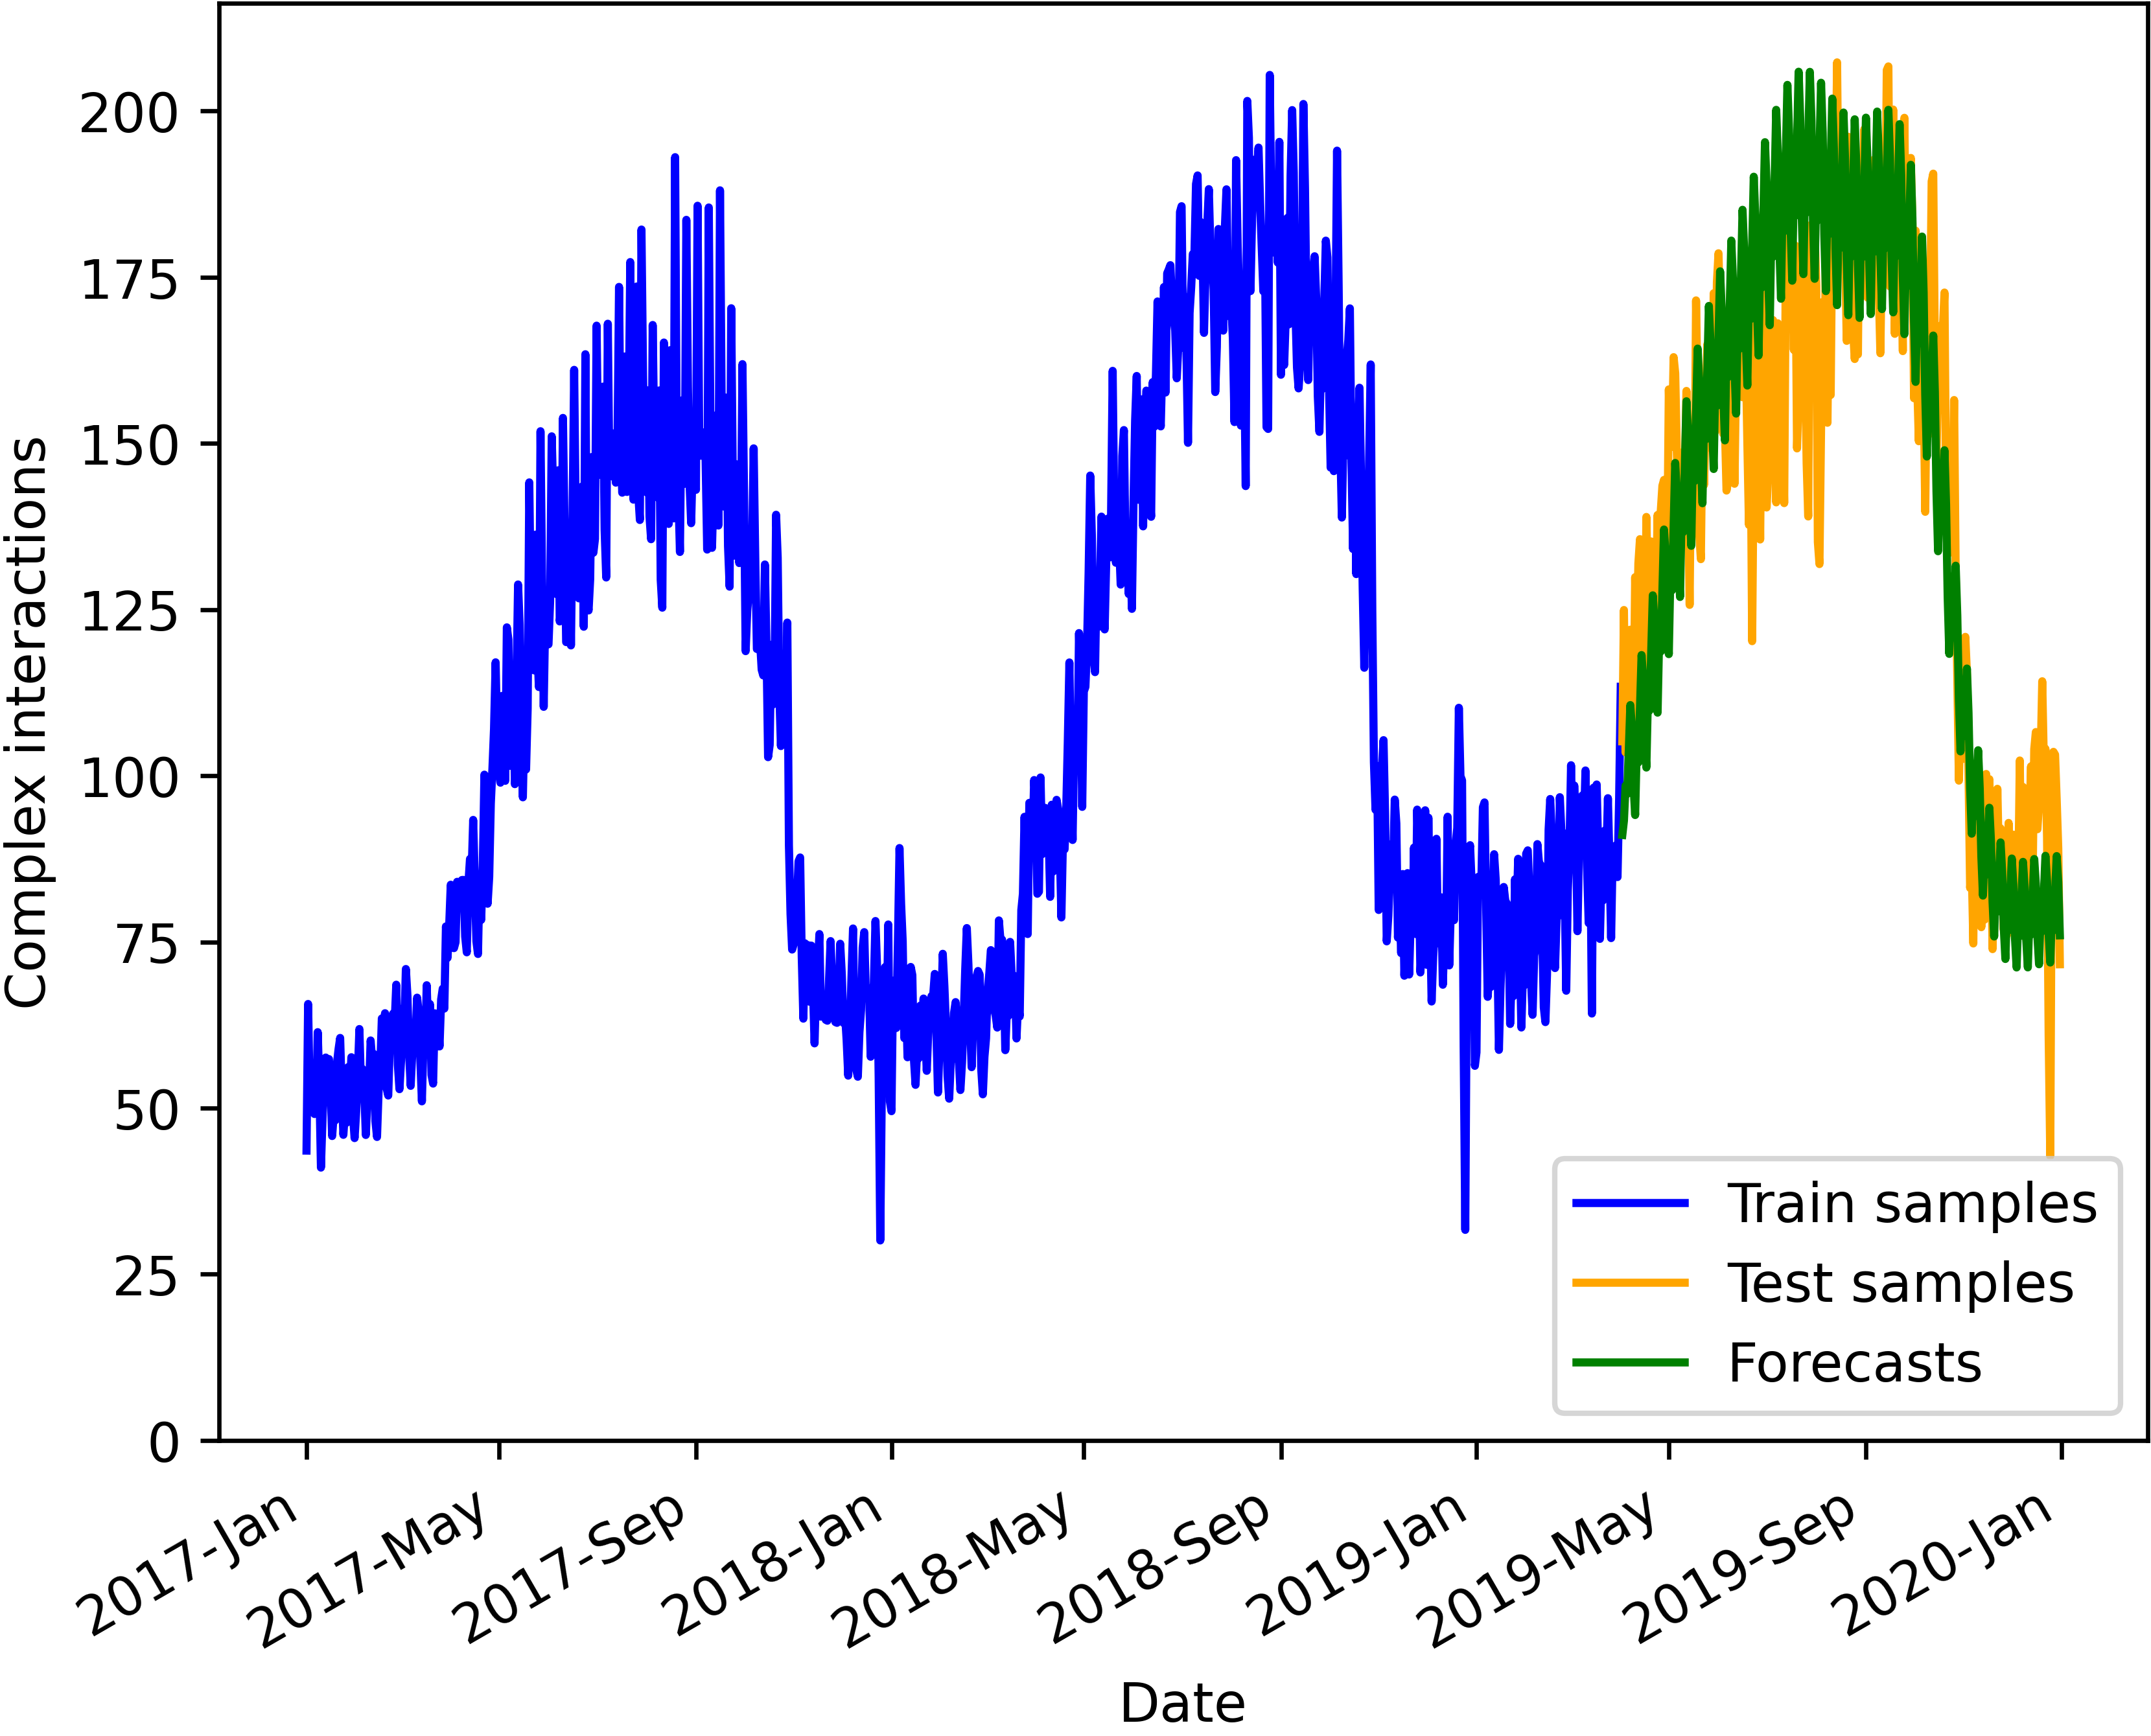 Complex interactions
200
175
150
125
100
75
50
25
0
Train samples
Test samples
Forecasts
2017-Jan
2017-May
2017-Sep
2018-Jan
2018-May
2018-Sep
2019-Jan
2019-May
2019-Sep
2020-Jan
Date